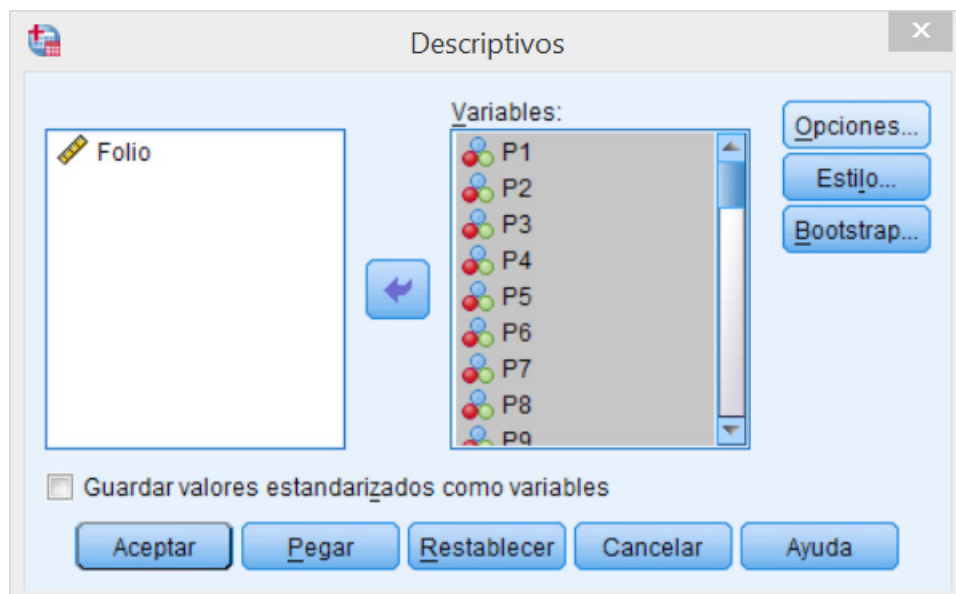 Descriptivos
Variables:
Folio
P1
P2
P3
P4
P5
P6
P7
P8
P9
Opciones...
Estilo...
Bootstrap...
Guardar valores estandarizados como variables
Aceptar
Pegar
Restablecer
Cancelar
Ayuda